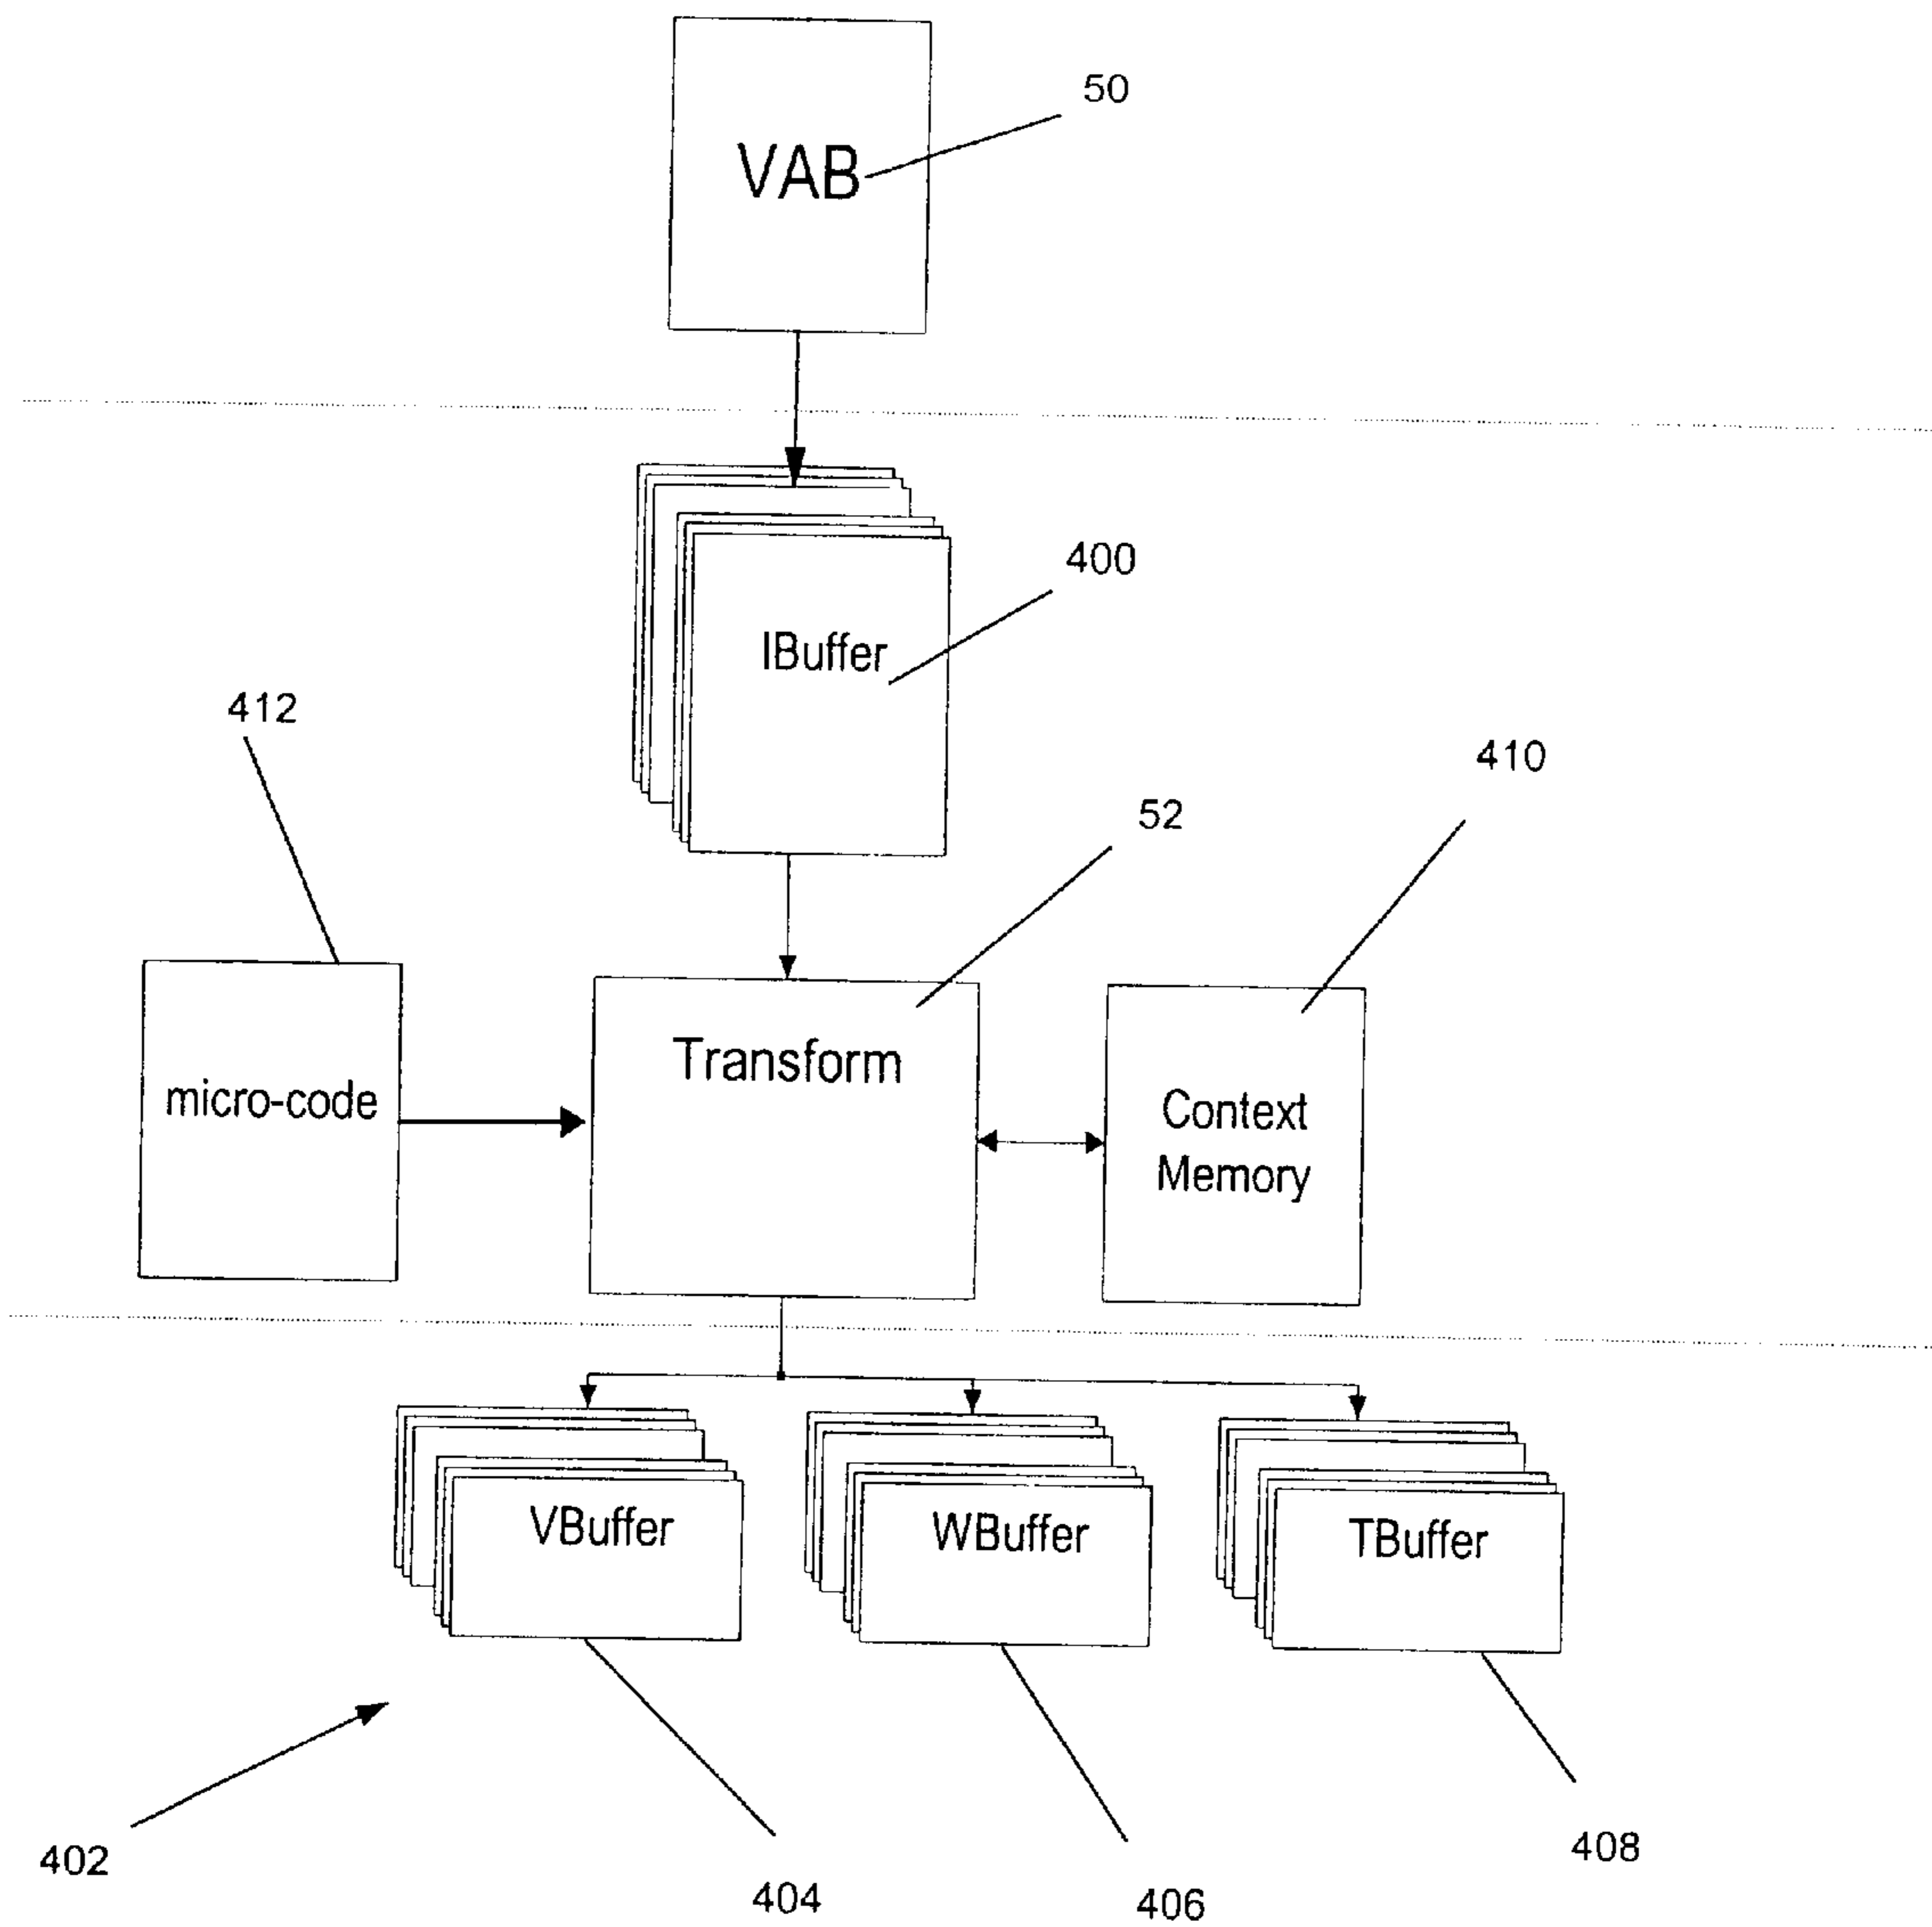 50
VAB
400
IBuffer
412
410
52
Transform
micro-code
Context
Memory
VBuffer
WBuffer
TBuffer
402
404
406
408